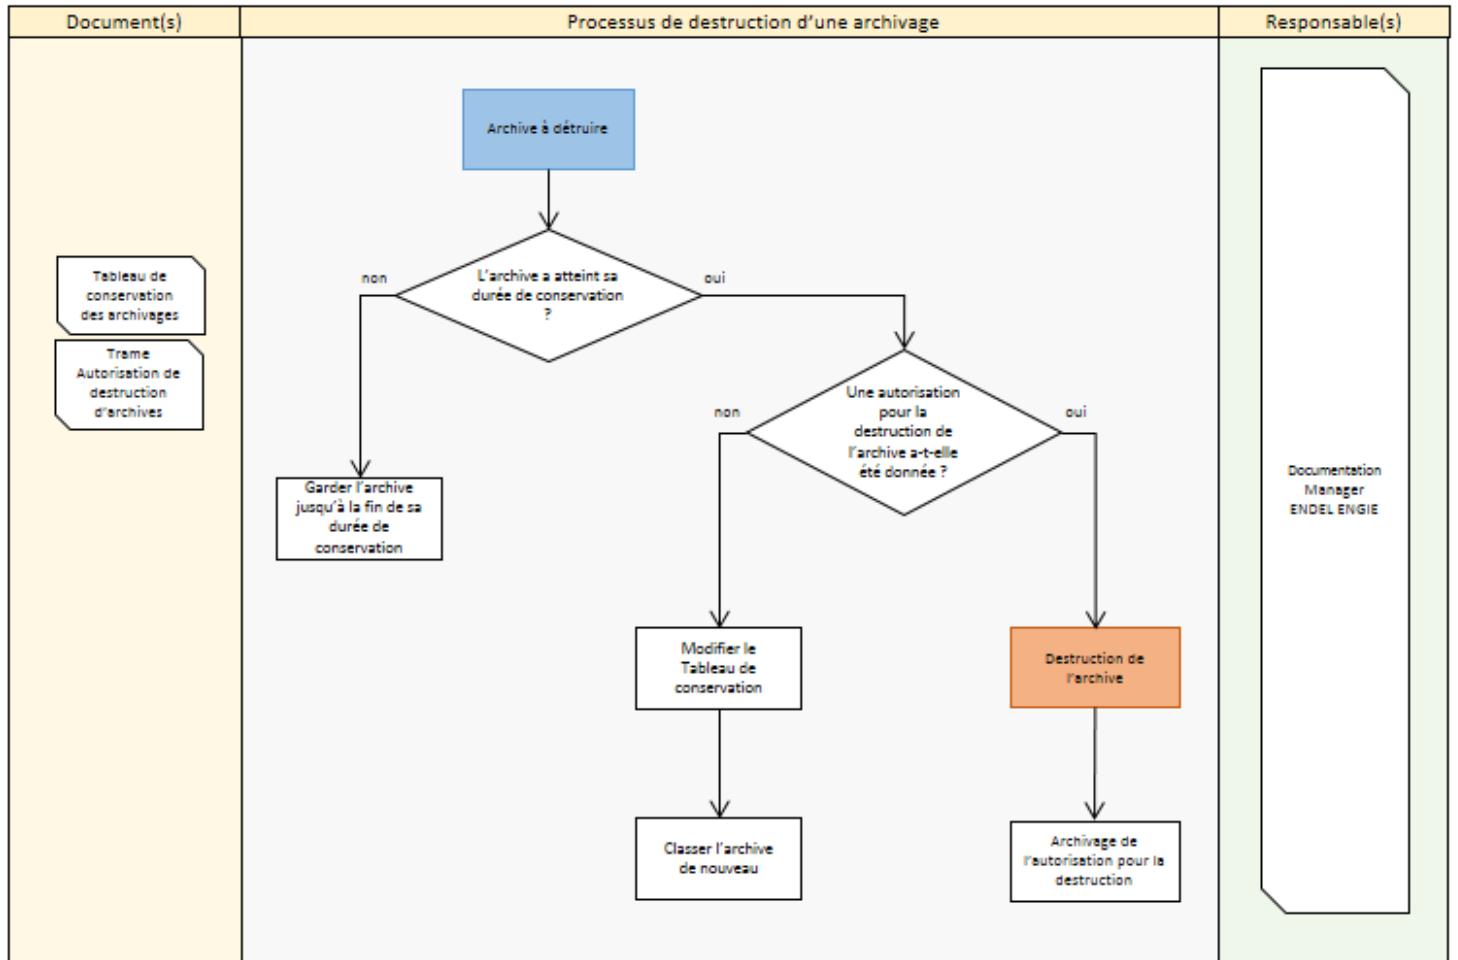 Document(s)
Processus de destruction d'une archivage
Responsable(s)
Archive à détruire
L'archive a atteint sa
durée de conservation
?
non
oui
Tableau de
conservation
des archivages
Trame
Autorisation de
destruction
d'archives
Une autorisation
pour la
destruction de
l'archive a-t-elle
été donnée ?
non
oui
Garder l'archive
jusqu'à la fin de sa
durée de
conservation
Documentation
Manager
ENDEL ENGIE
Modifier le
Tableau de
conservation
Destruction de
l'archive
Classer l'archive
de nouveau
Archivage de
l'autorisation pour la
destruction